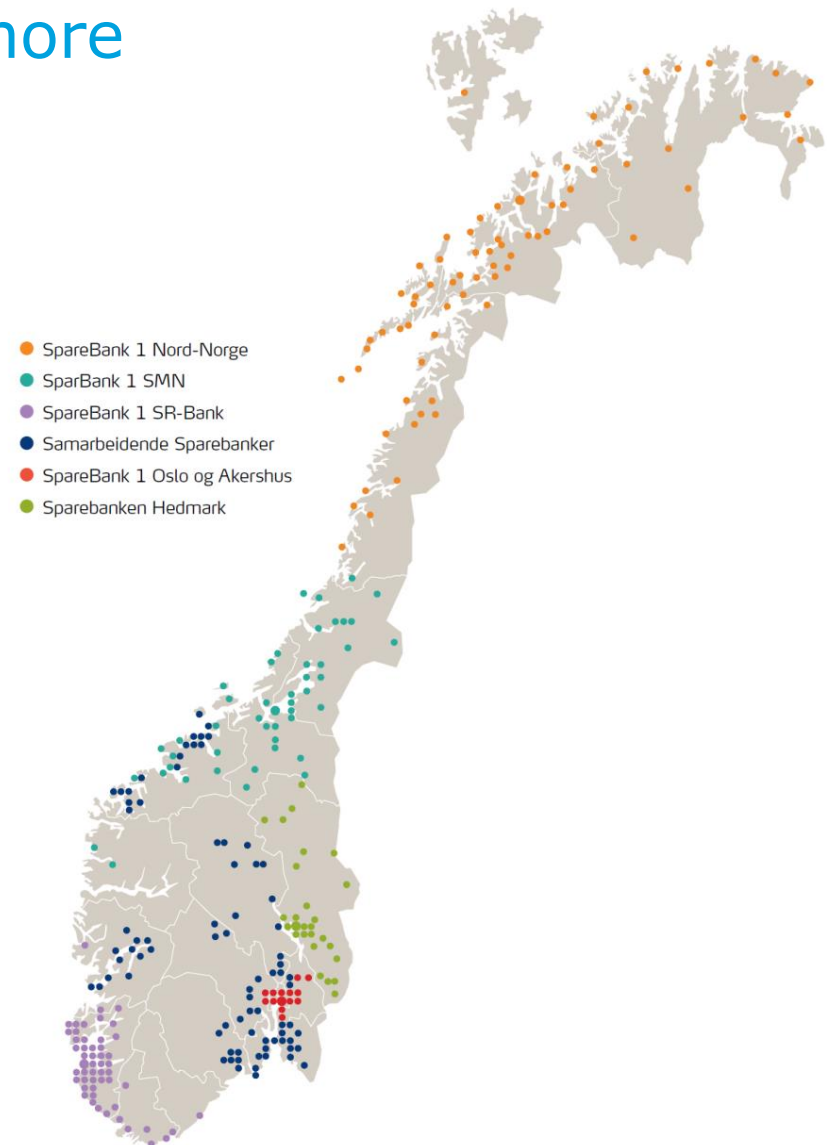 more
SpareBank 1 Nord-Norge
SparBank 1 SMN
SpareBank 1 SR-Bank
Samarbeidende Sparebanker
SpareBank 1 Oslo og Akershus
Sparebanken Hedmark